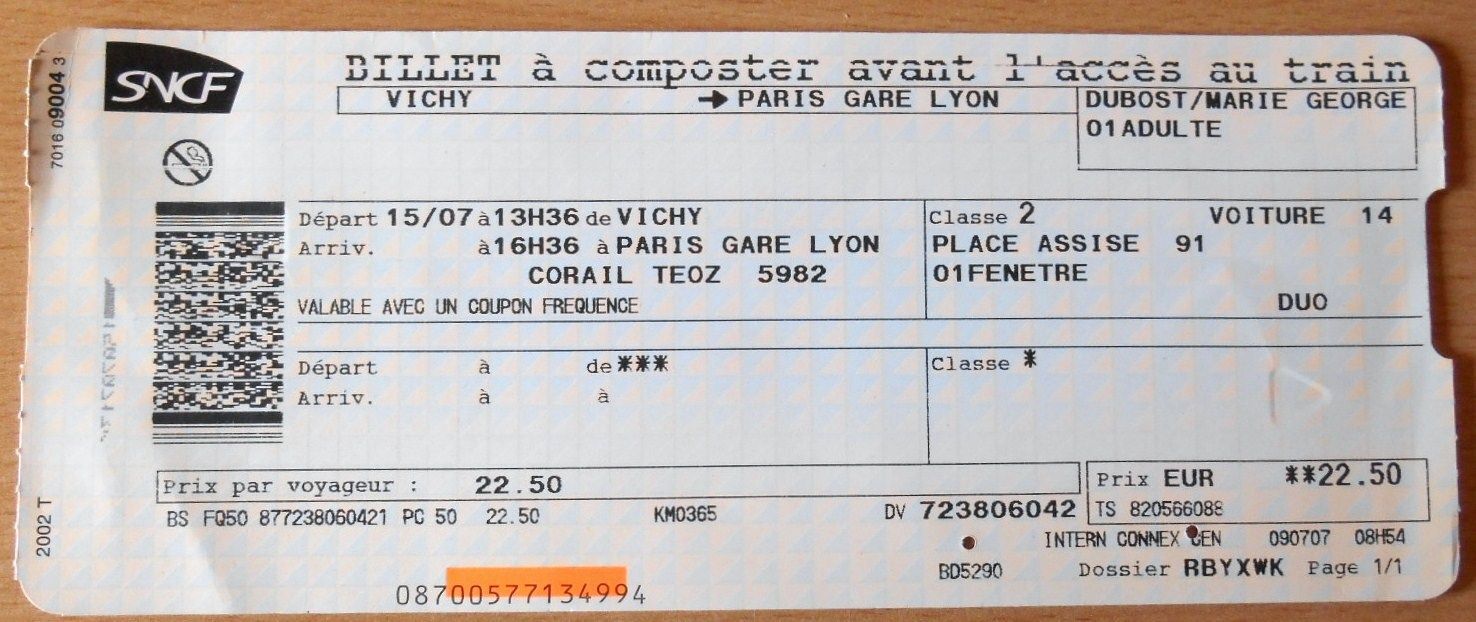 7016 09004 3
SNCF
BILLET à composter avant l'accès au train
VICHY → PARIS GARE LYON
DUBOST/MARIE GEORGE
01ADULTE
Départ 15/07 à 13H36 de VICHY
Arriv. à 16H36 à PARIS GARE LYON
CORAIL TEOZ 5982
VALABLE AVEC UN COUPON FREQUENCE
Classe 2 VOITURE 14
PLACE ASSISE 91
01FENETRE
DUO
Départ à de ***
Arriv. à à
Classe *
Prix par voyageur : 22.50
Prix EUR **22.50
BS FQ50 877238060421 PC 50 22.50 KM0365 DV 723806042
TS 820566088
INTERN CONNEX GEN 090707 08H54
BD5290 Dossier RBYXWK Page 1/1
2002 T
08700577134994